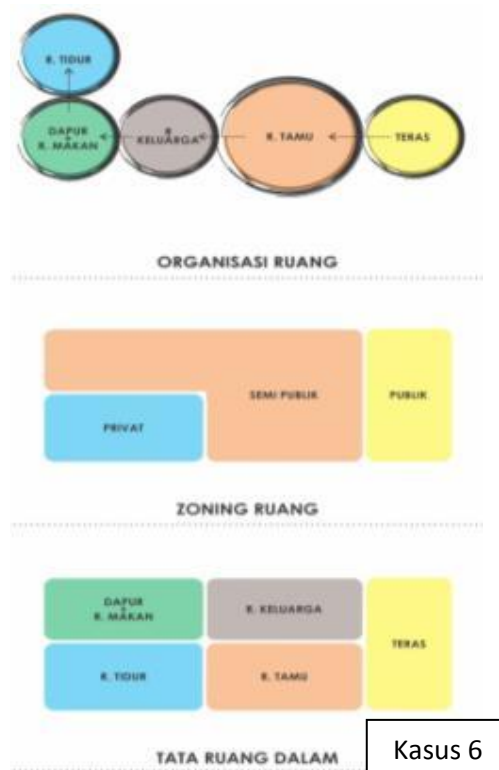 R. TIDUR
DAPUR
+
R. MAKAN
R
KELUARGA
R. TAMU
TERAS
ORGANISASI RUANG
SEMI PUBLIK
PUBLIK
PRIVAT
ZONING RUANG
DAPUR
+
R. MAKAN
R. KELUARGA
TERAS
R. TIDUR
R. TAMU
TATA RUANG DALAM
Kasus 6